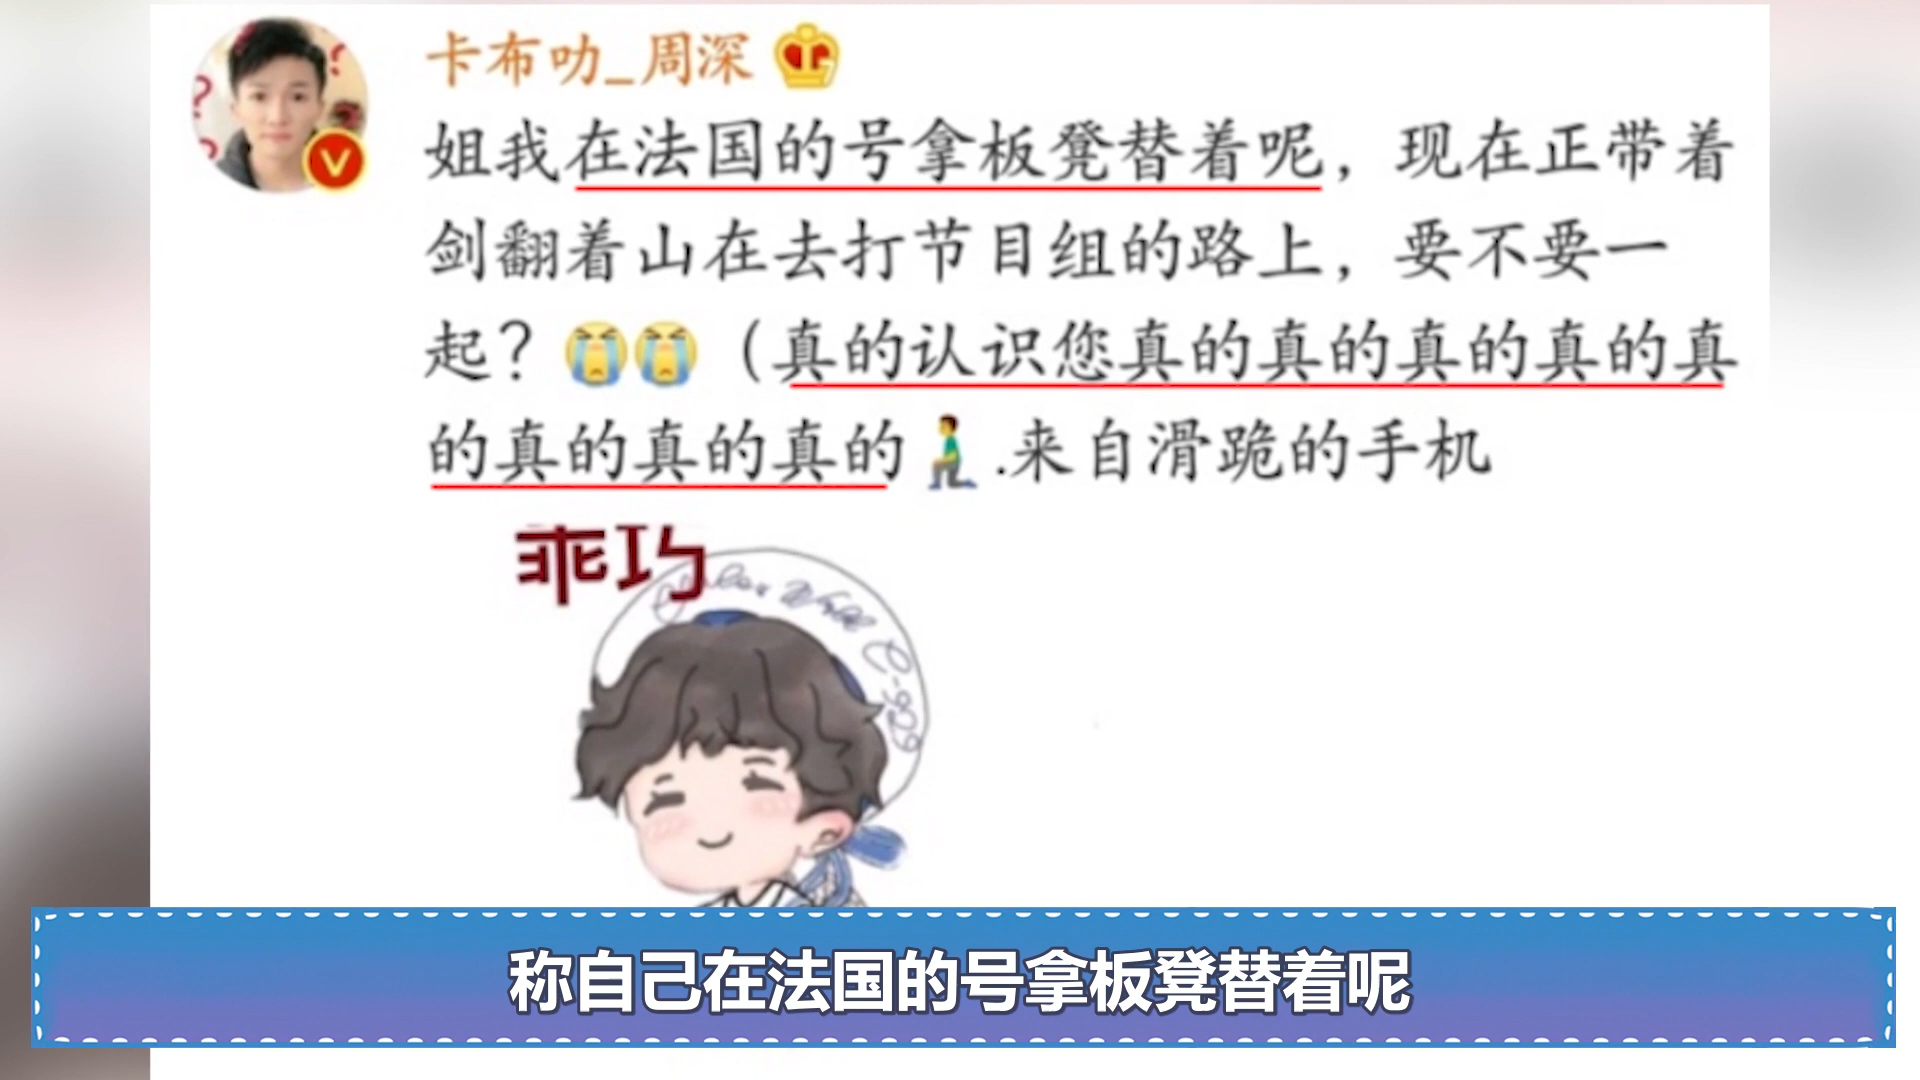 卡布叻_周深
姐我在法国的号拿板凳替着呢，现在正带着
剑翻着山在去打节目组的路上，要不要一
起？😭😭（真的认识您真的真的真的真的真
的真的真的真的🧎‍♂️.来自滑跪的手机
乖巧
称自己在法国的号拿板凳替着呢